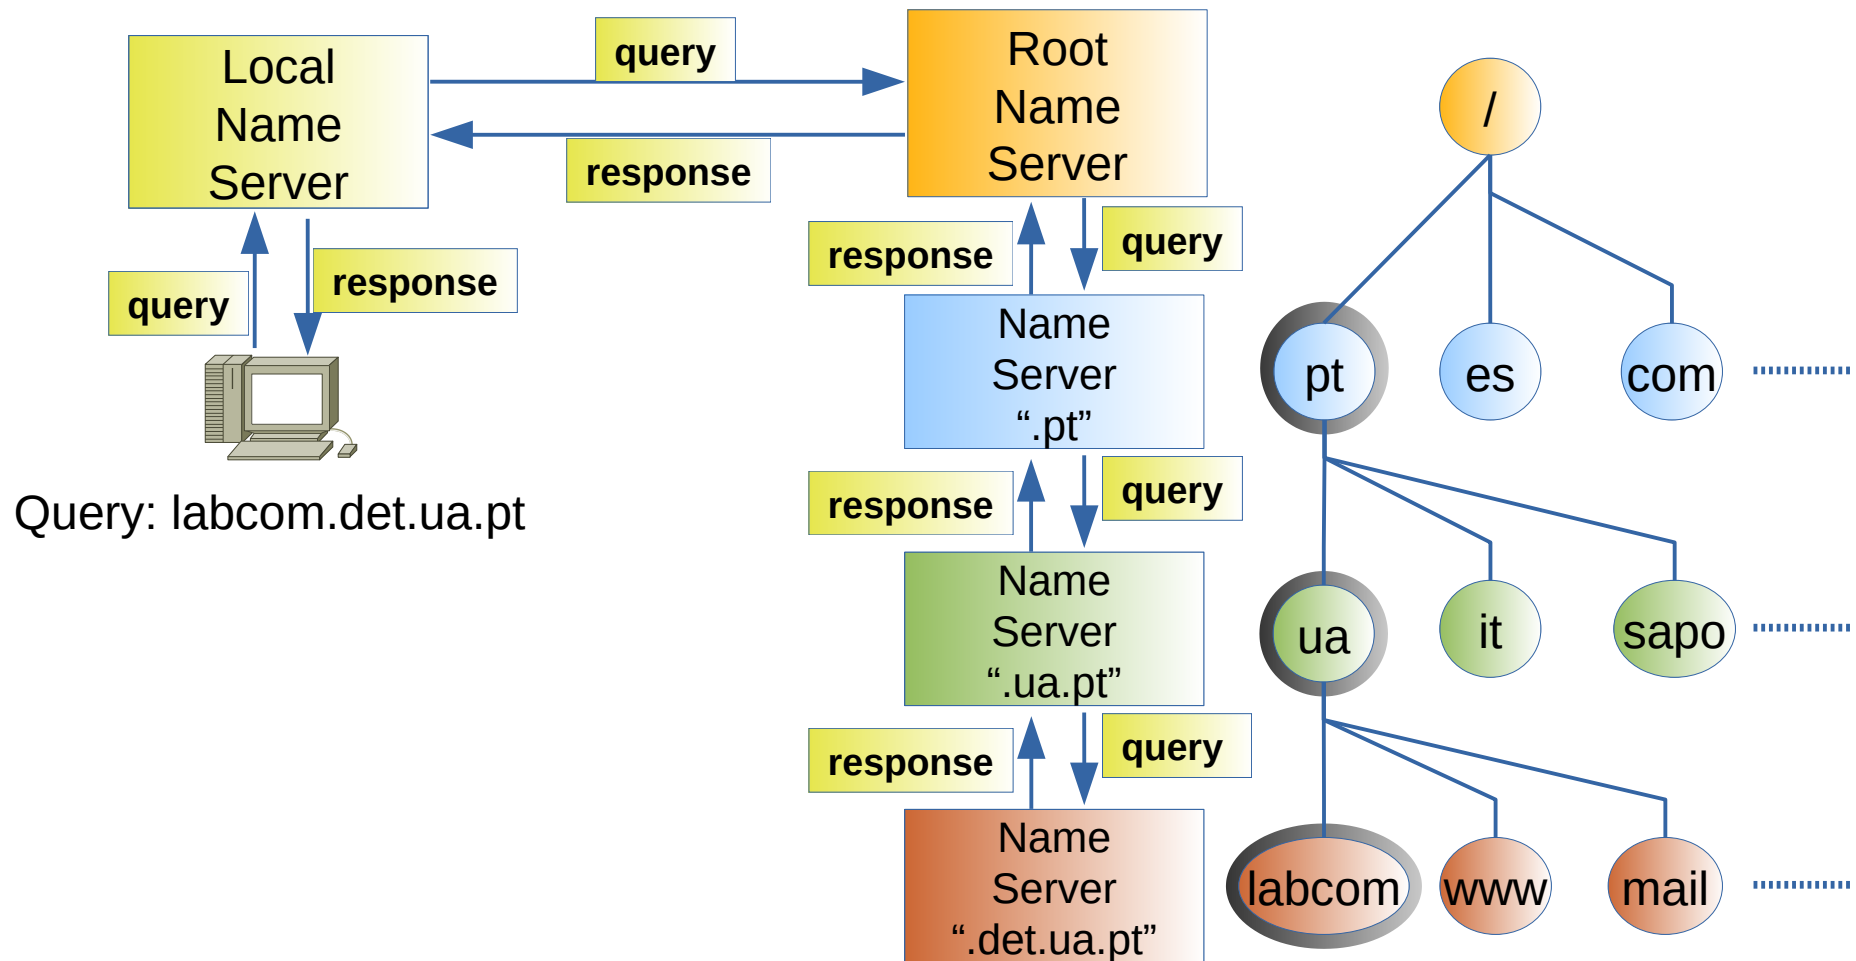 Local
Name
Server
query
response
Root
Name
Server
query
response
Query: labcom.det.ua.pt
response
query
Name
Server
“.pt”
response
query
Name
Server
“.ua.pt”
response
query
Name
Server
“.det.ua.pt”
/
pt
es
com
ua
it
sapo
labcom
www
mail